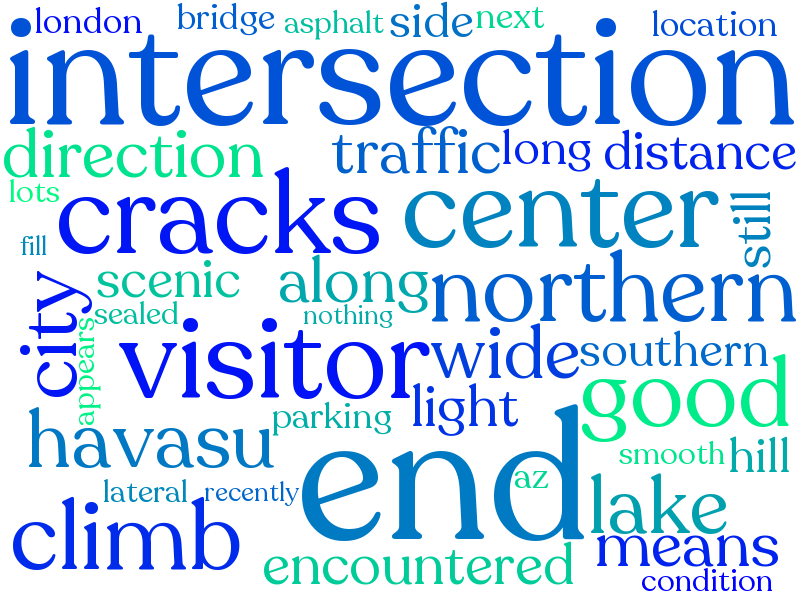 london bridge asphalt side next location
intersection
direction traffic long distance
lots cracks center still
fill
scenic along northern
city sealed nothing
appears visitor wide southern
havasu parking light good
end smooth hill
lateral recently az lake
climb encountered means
condition